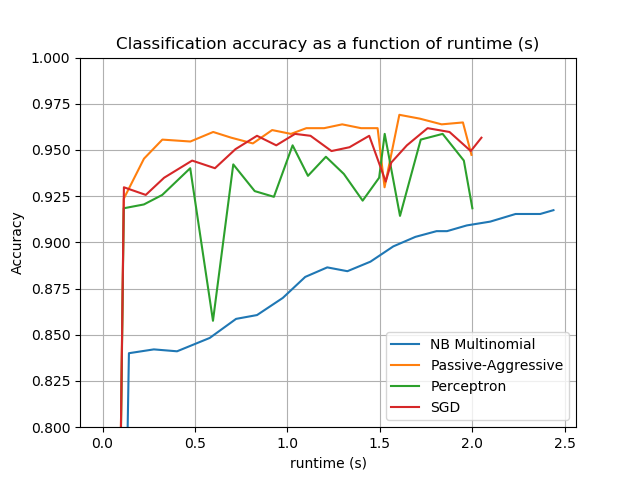 Classification accuracy as a function of runtime (s)
1.000
0.975
0.950
0.925
0.900
0.875
0.850
0.825
0.800
Accuracy
NB Multinomial
Passive-Aggressive
Perceptron
SGD
0.0 0.5 1.0 1.5 2.0 2.5
runtime (s)